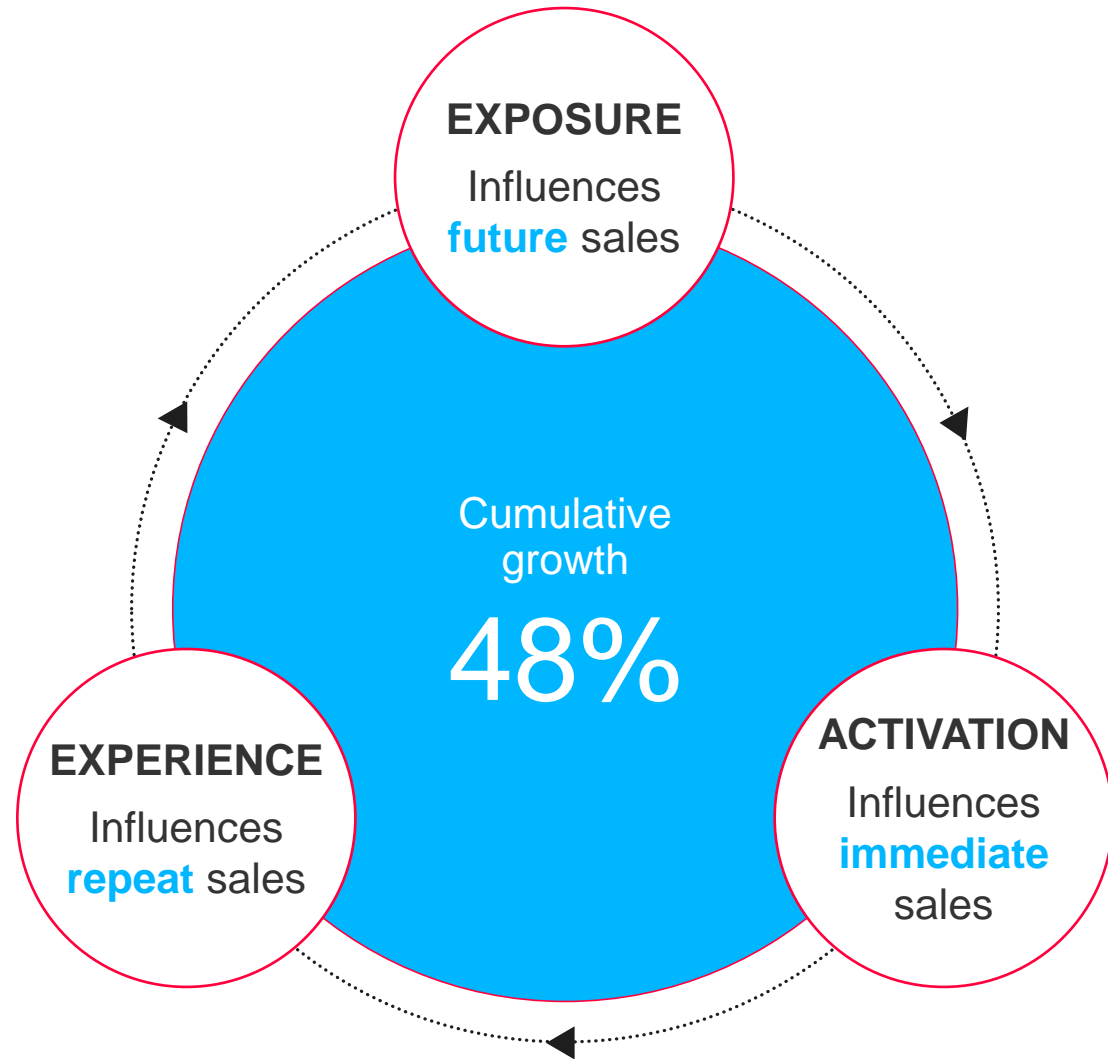 EXPOSURE
Influences
future sales
Cumulative
growth
48%
EXPERIENCE
Influences
repeat sales
ACTIVATION
Influences
immediate
sales